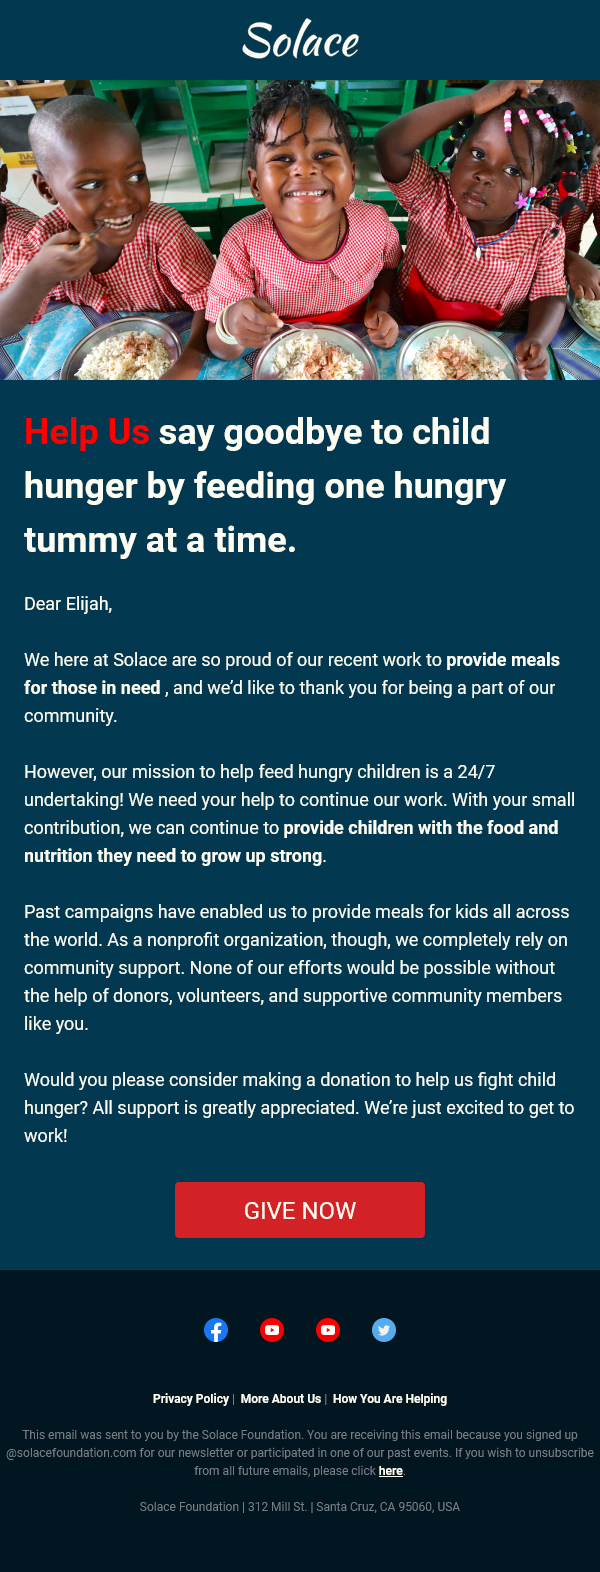 Solace
Help Us say goodbye to child
hunger by feeding one hungry
tummy at a time.
Dear Elijah,
We here at Solace are so proud of our recent work to provide meals
for those in need , and we’d like to thank you for being a part of our
community.
However, our mission to help feed hungry children is a 24/7
undertaking! We need your help to continue our work. With your small
contribution, we can continue to provide children with the food and
nutrition they need to grow up strong.
Past campaigns have enabled us to provide meals for kids all across
the world. As a nonprofit organization, though, we completely rely on
community support. None of our efforts would be possible without
the help of donors, volunteers, and supportive community members
like you.
Would you please consider making a donation to help us fight child
hunger? All support is greatly appreciated. We’re just excited to get to
work!
GIVE NOW
Privacy Policy | More About Us | How You Are Helping
This email was sent to you by the Solace Foundation. You are receiving this email because you signed up
@solacefoundation.com for our newsletter or participated in one of our past events. If you wish to unsubscribe
from all future emails, please click here.
Solace Foundation | 312 Mill St. | Santa Cruz, CA 95060, USA